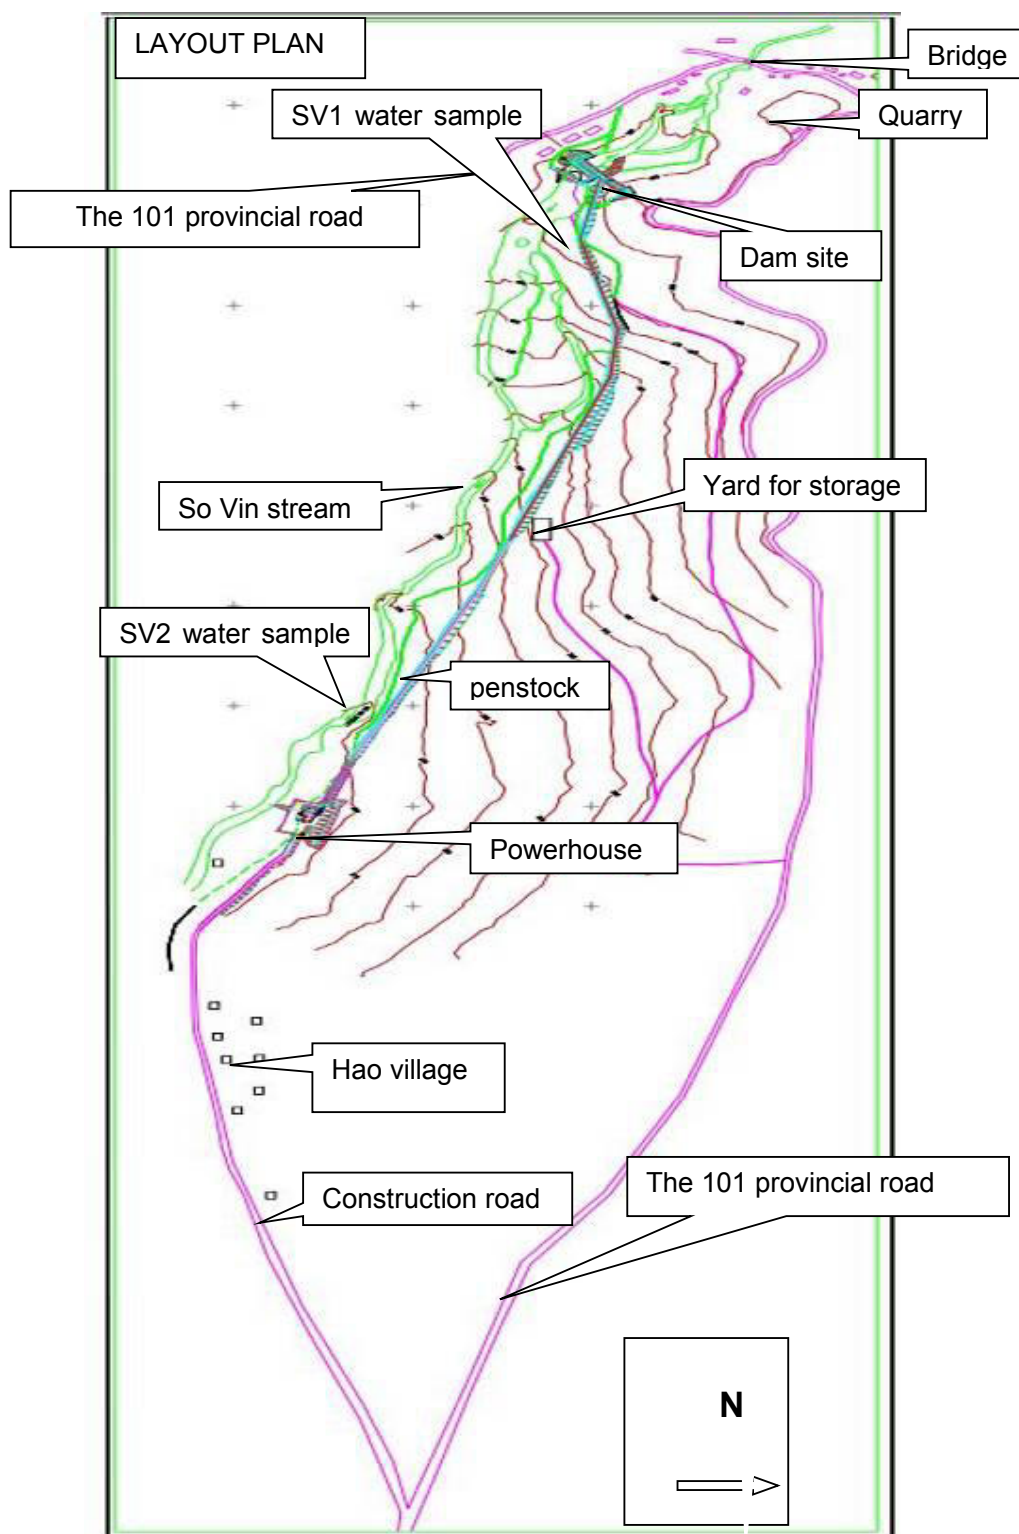 LAYOUT PLAN
Bridge
SV1 water sample
Quarry
The 101 provincial road
Dam site
Yard for storage
So Vin stream
SV2 water sample
penstock
Powerhouse
Hao village
The 101 provincial road
Construction road
N